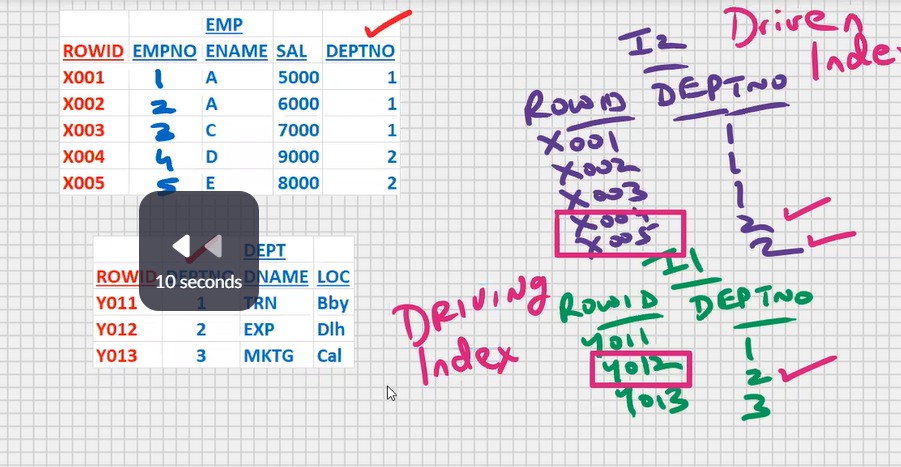 EMP
ROWID EMPNO ENAME SAL DEPTNO
X001 1 A 5000 1
X002 2 A 6000 1
X003 3 C 7000 1
X004 4 D 9000 2
X005 5 E 8000 2
10 seconds
DEPT
ROWID DEPTNO DNAME LOC
Y011 1 TRN Bby
Y012 2 EXP Dlh
Y013 3 MKTG Cal
Driven
Index
I2
ROWID DEPTNO
X001 1
X002 1
X003 1
X004 2
X005 2
DRIVING
Index
I1
ROWID DEPTNO
Y011 1
Y012 2
Y013 3